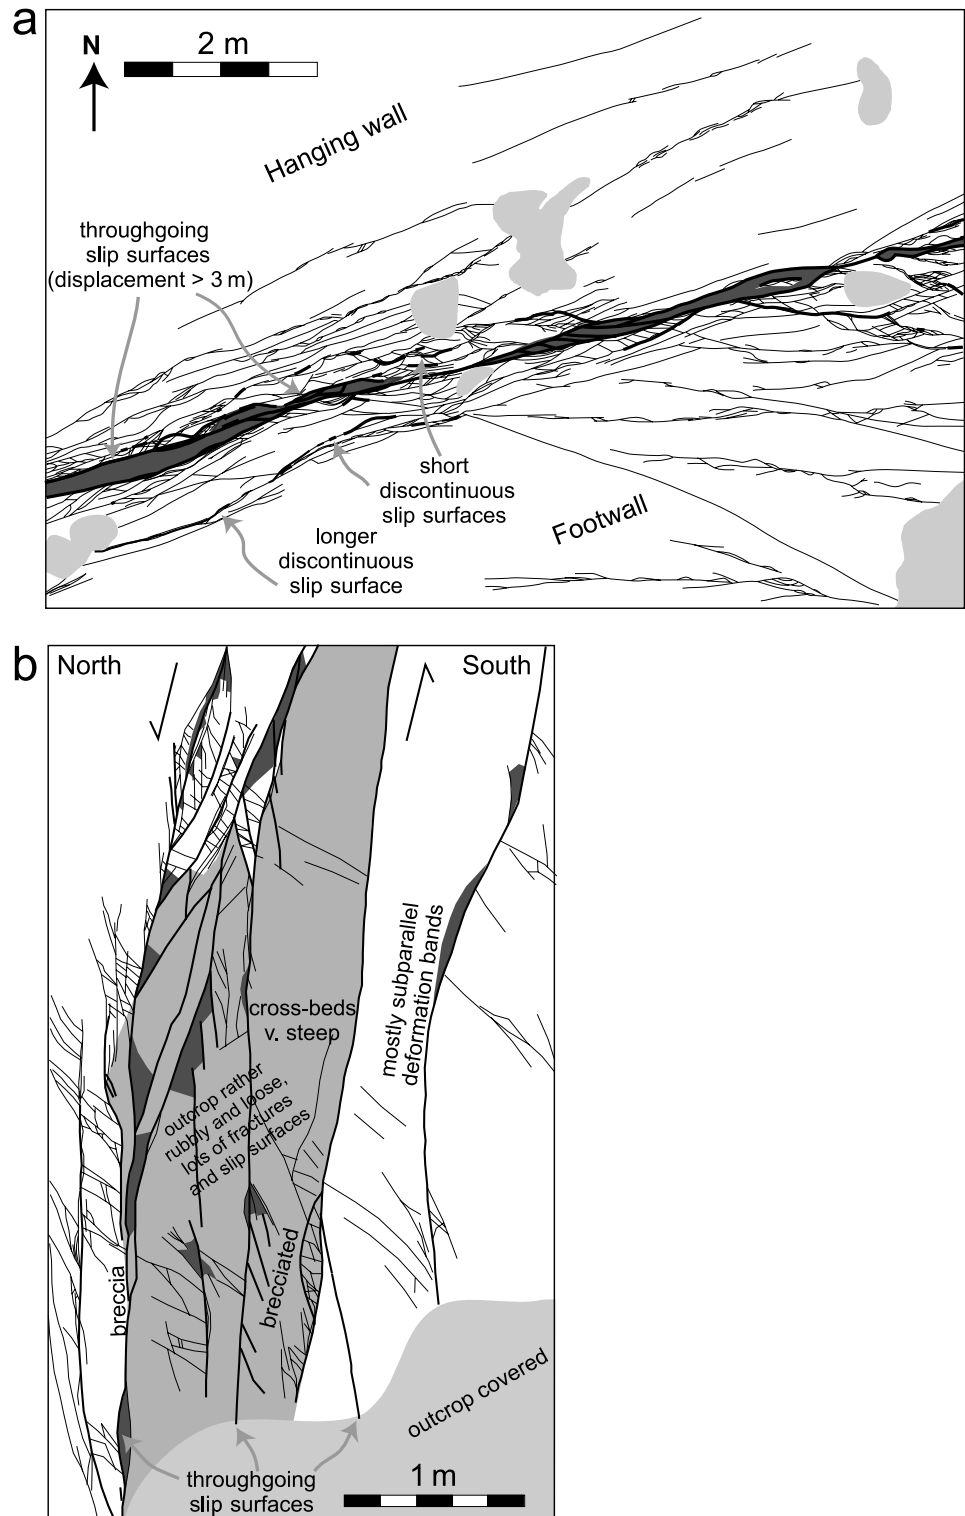 a
N
2 m
Hanging wall
throughgoing
slip surfaces
(displacement > 3 m)
short
discontinuous
slip surfaces
longer
discontinuous
slip surface
Footwall
b
North
South
mostly subparallel
deformation bands
cross-beds
v. steep
outcrop rather
rubbly and loose,
lots of fractures
and slip surfaces
breccia
brecciated
outcrop covered
throughgoing
slip surfaces
1 m